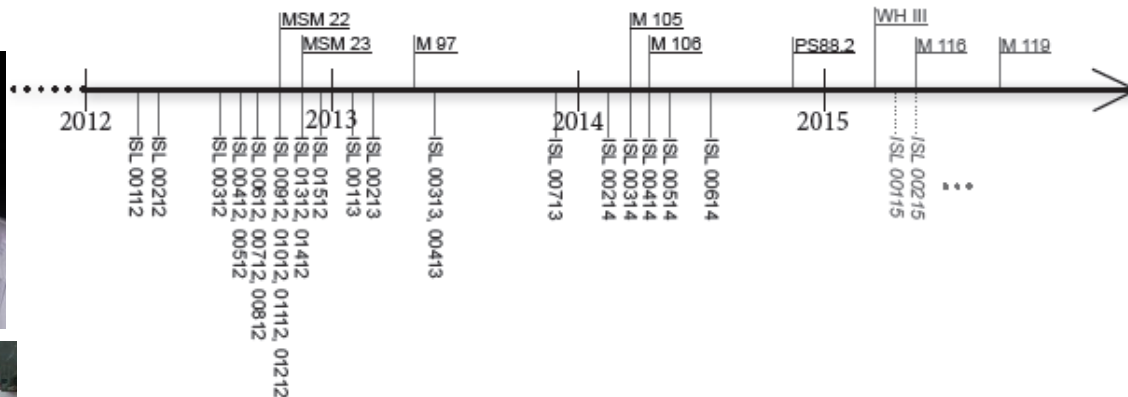 MSM 22
M 105
WH III
MSM 23
M 97
M 106
PS88.2
M 116
M 119
2012
2013
2014
2015
ISL 00112
ISL 00212
ISL 00312
ISL 00412, 00512
ISL 00612, 00712, 00812
ISL 00912, 01012, 01112, 01212
ISL 01312, 01412
ISL 01512
ISL 00113
ISL 00213
ISL 00313, 00413
ISL 00713
ISL 00214
ISL 00314
ISL 00414
ISL 00514
ISL 00614
ISL 00115
ISL 00215
...